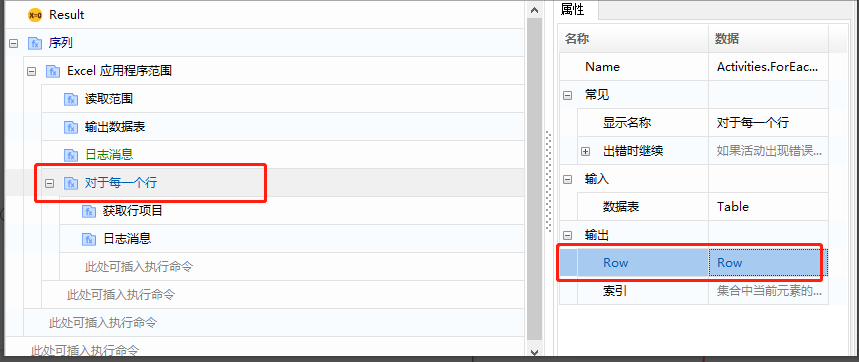 X=0 Result
序列
Excel 应用程序范围
读取范围
输出数据表
日志消息
对于每一个行
获取行项目
日志消息
此处可插入执行命令
此处可插入执行命令
此处可插入执行命令
此处可插入执行命令
属性
名称 数据
Name Activities.ForEac...
常见
显示名称 对于每一个行
出错时继续 如果活动出现错误...
输入
数据表 Table
输出
Row Row
索引 集合中当前元素的...